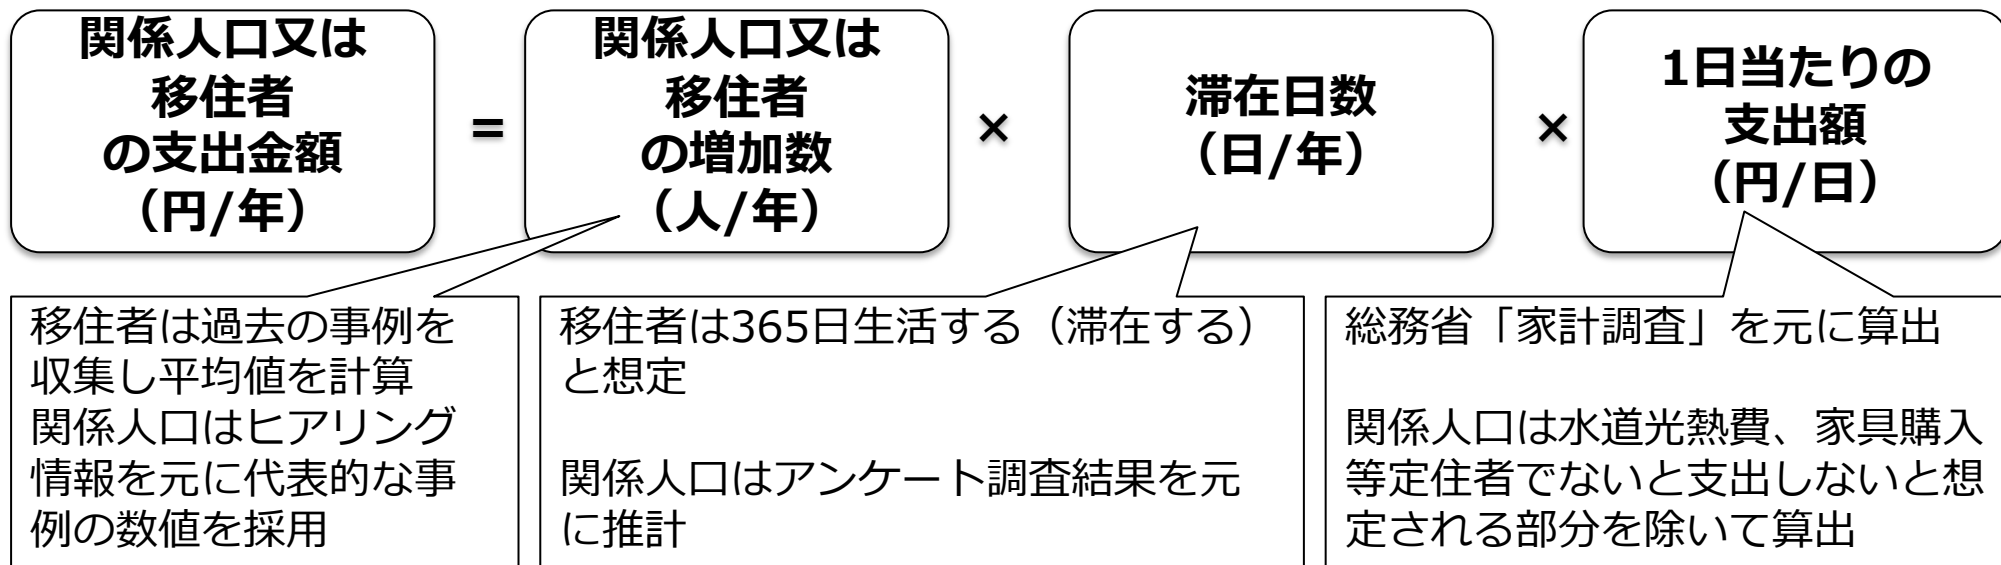 関係人口又は
移住者
の支出金額
（円/年）
=
関係人口又は
移住者
の増加数
（人/年）
×
滞在日数
（日/年）
×
1日当たりの
支出額
（円/日）
移住者は過去の事例を
収集し平均値を計算
関係人口はヒアリング
情報を元に代表的な事
例の数値を採用
移住者は365日生活する（滞在する）
と想定
関係人口はアンケート調査結果を元
に推計
総務省「家計調査」を元に算出
関係人口は水道光熱費、家具購入
等定住者でないと支出しないと想
定される部分を除いて算出